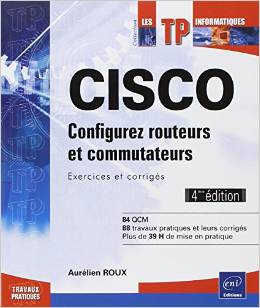 Collection
LES
TP
INFORMATIQUES
CISCO
Configurez routeurs
et commutateurs
Exercices et corrigés
4ème édition
84 QCM
88 travaux pratiques et leurs corrigés
Plus de 39 H de mise en pratique
Aurélien ROUX
TP
TRAVAUX
PRATIQUES
eni
Editions